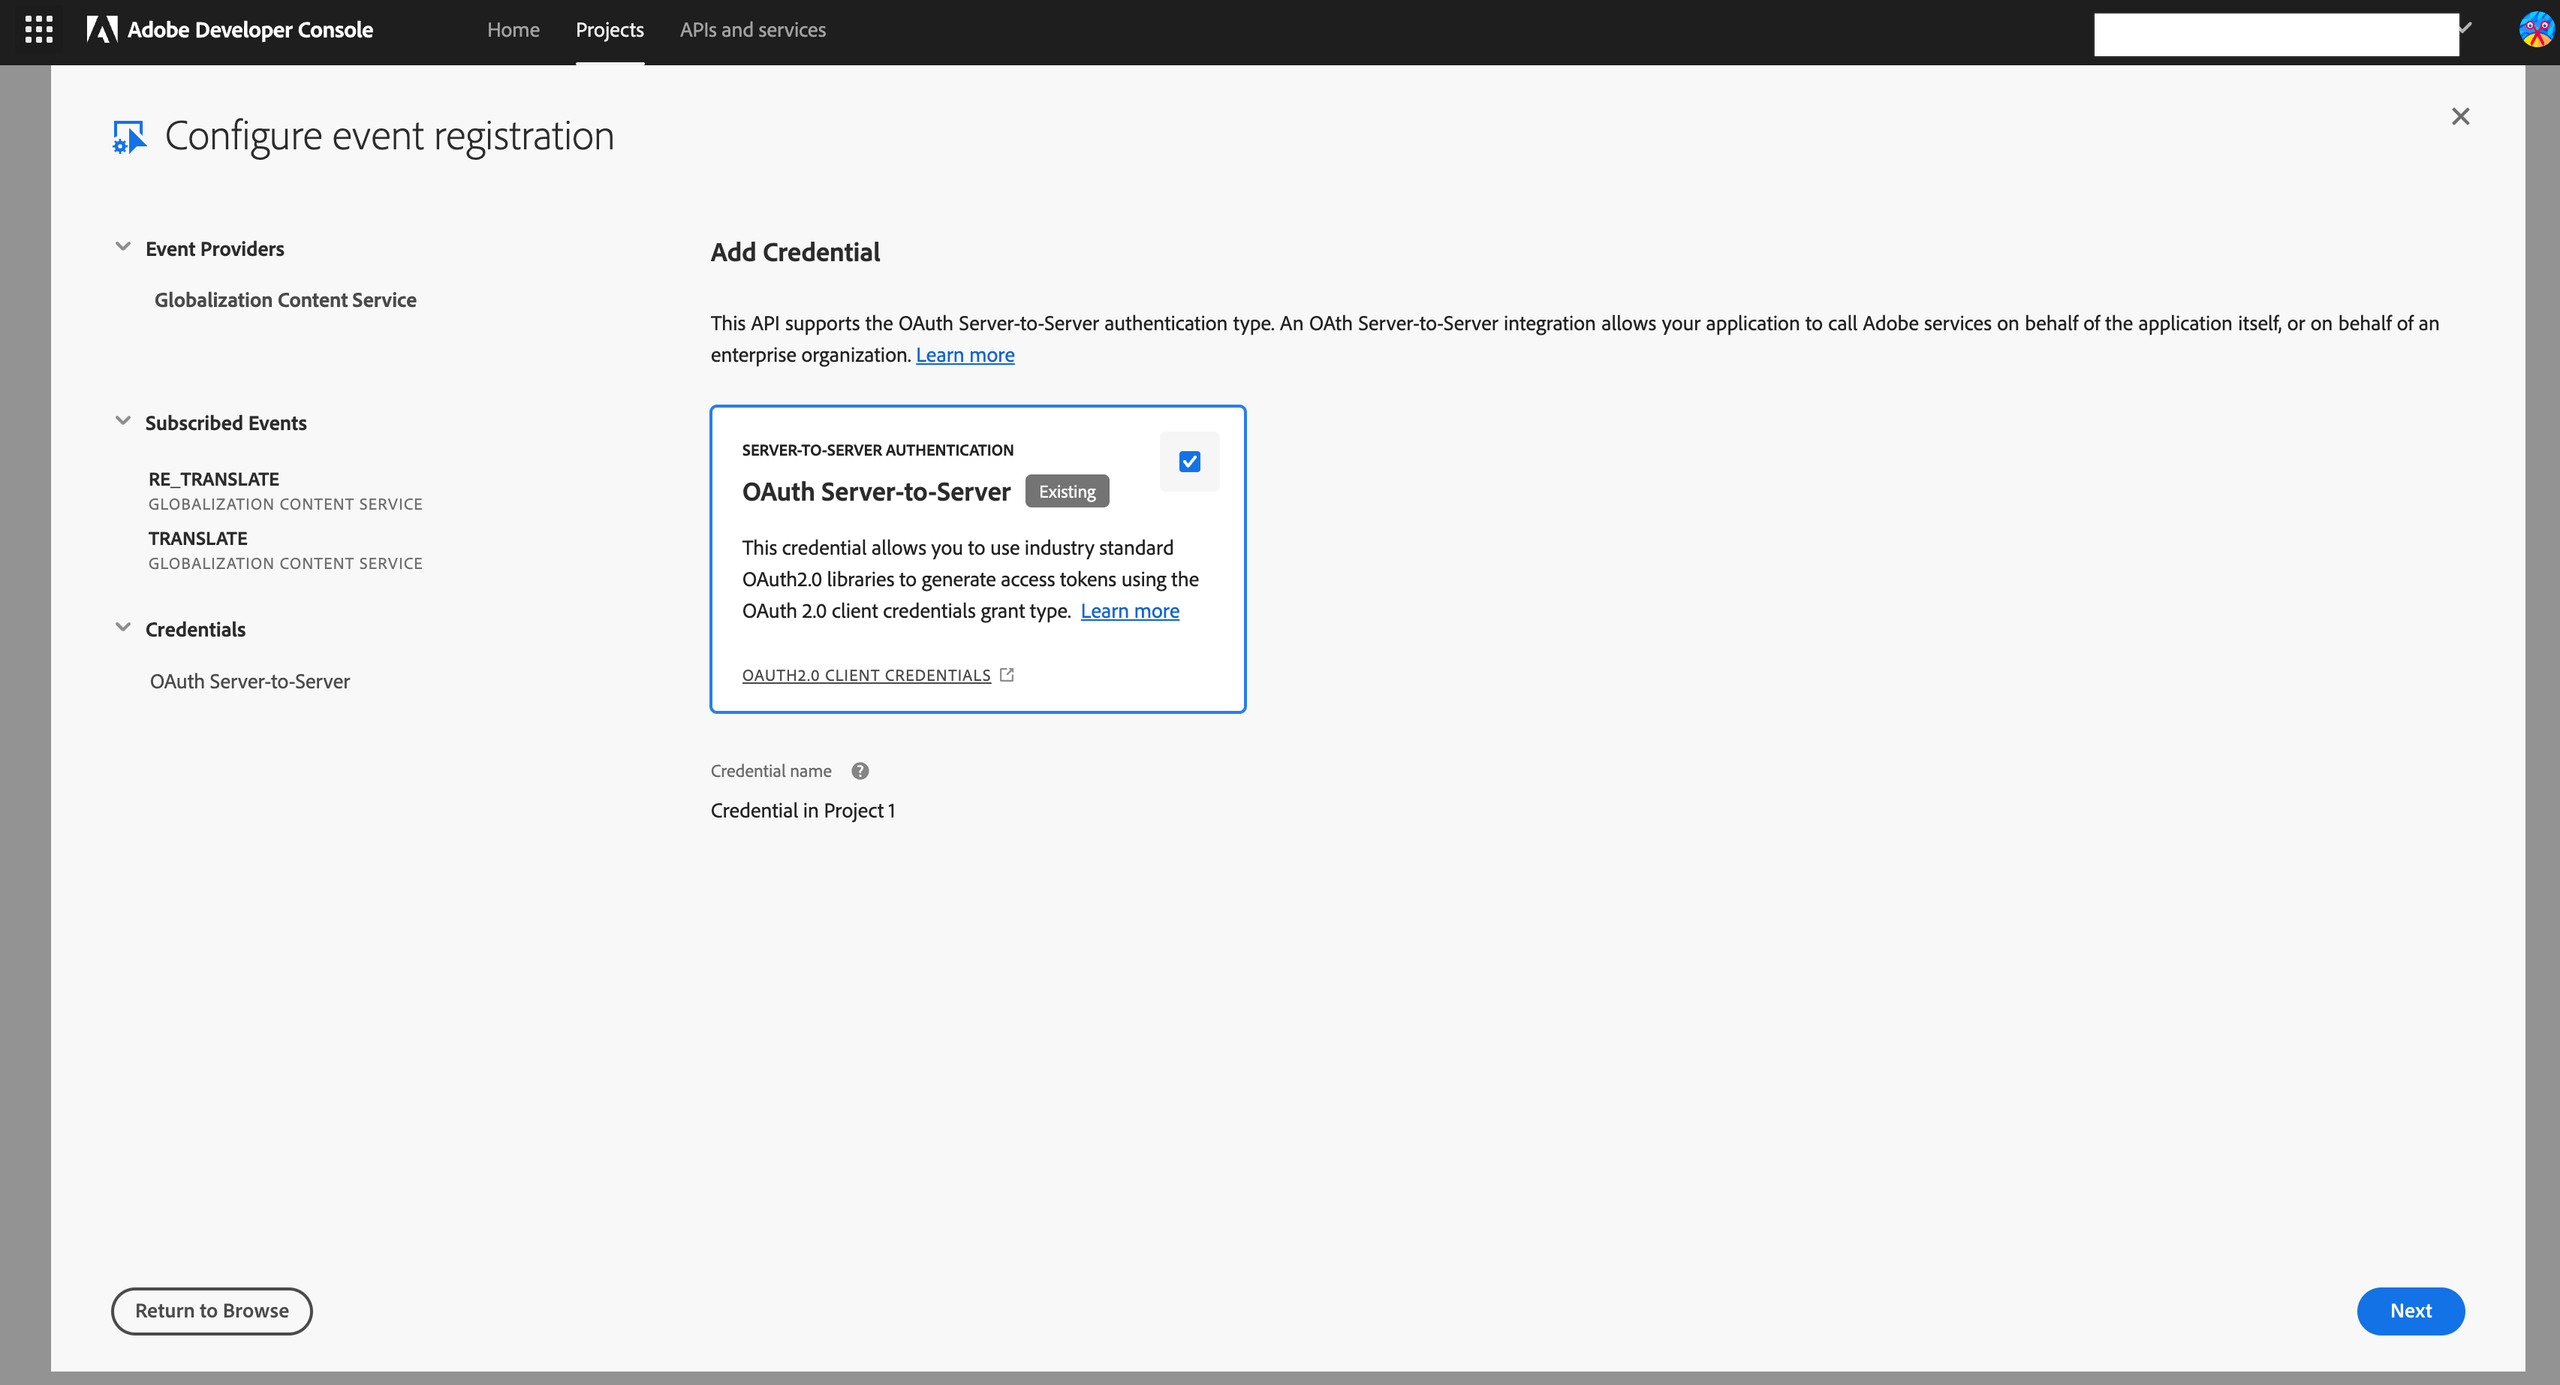 Adobe Developer Console
Home
Projects
APIs and services
Configure event registration
Event Providers
Globalization Content Service
Subscribed Events
RE_TRANSLATE
GLOBALIZATION CONTENT SERVICE
TRANSLATE
GLOBALIZATION CONTENT SERVICE
Credentials
OAuth Server-to-Server
Add Credential
This API supports the OAuth Server-to-Server authentication type. An OAth Server-to-Server integration allows your application to call Adobe services on behalf of the application itself, or on behalf of an
enterprise organization. Learn more
SERVER-TO-SERVER AUTHENTICATION
OAuth Server-to-Server Existing
This credential allows you to use industry standard
OAuth2.0 libraries to generate access tokens using the
OAuth 2.0 client credentials grant type. Learn more
OAUTH2.0 CLIENT CREDENTIALS
Credential name ?
Credential in Project 1
Return to Browse
Next